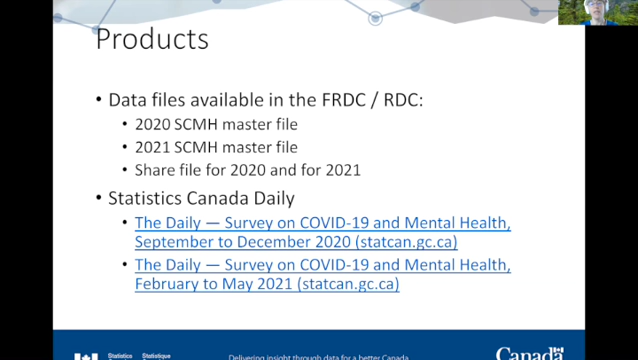 Products
• Data files available in the FRDC / RDC:
• 2020 SCMH master file
• 2021 SCMH master file
• Share file for 2020 and for 2021
• Statistics Canada Daily
• The Daily — Survey on COVID-19 and Mental Health,
September to December 2020 (statcan.gc.ca)
• The Daily — Survey on COVID-19 and Mental Health,
February to May 2021 (statcan.gc.ca)
Statistics Statistique
Delivering insight through data for a better Canada
Canada